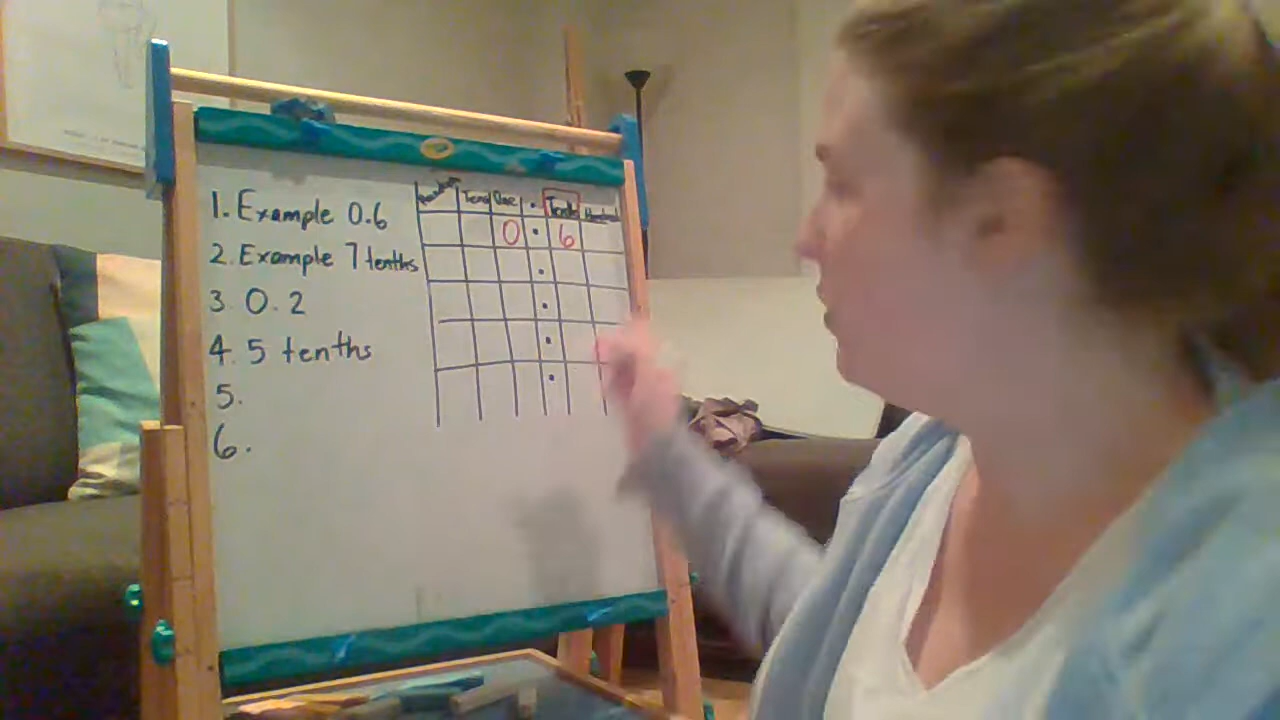 1. Example 0.6
2. Example 7 tenths
3. 0.2
4. 5 tenths
5.
6.
Tens One . Tenths
0 . 6
.
.
.
.